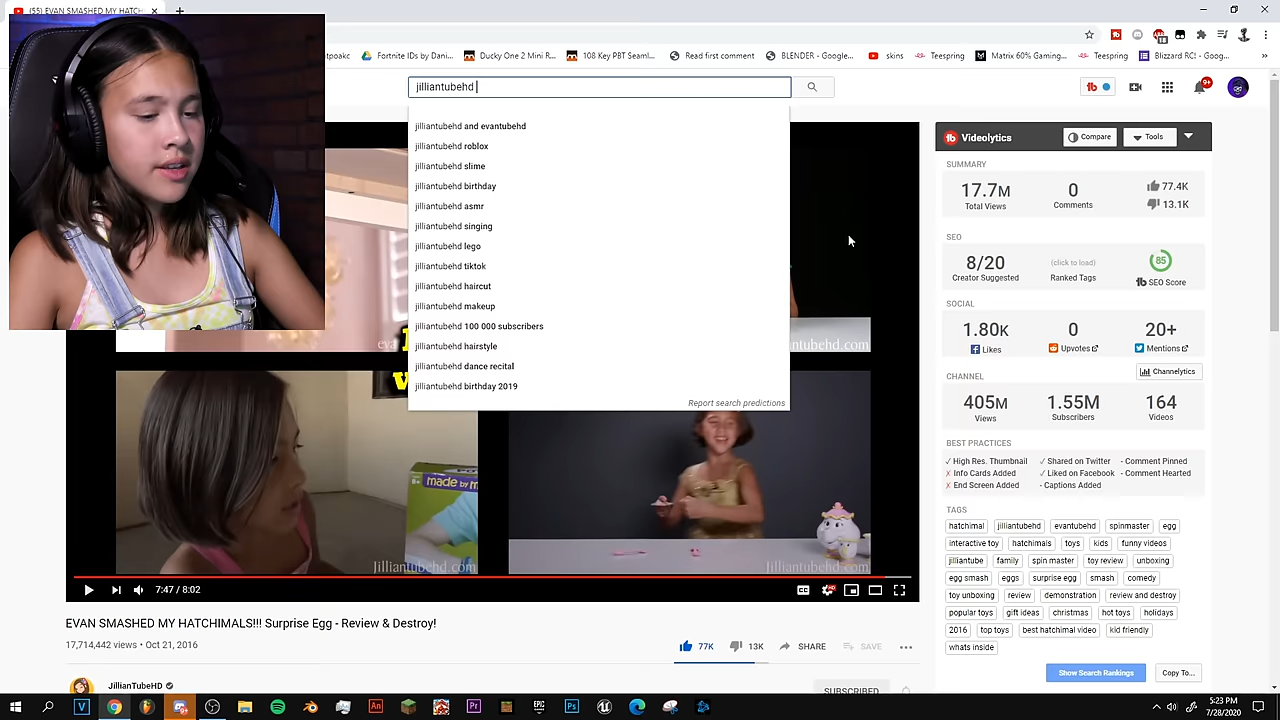 (55) EVAN SMASHED MY HATCH
tpoakc
Fortnite IDs by Dani...
Ducky One 2 Mini R...
108 Key PBT Seaml...
Read first comment
BLENDER - Google...
skins
Teespring
Matrix 60% Gaming...
Teespring
Blizzard RC! - Goog...
jilliantubehd
9+
jilliantubehd and evantubehd
jilliantubehd roblox
jilliantubehd slime
jilliantubehd birthday
jilliantubehd asmr
jilliantubehd singing
jilliantubehd lego
jilliantubehd tiktok
jilliantubehd haircut
jilliantubehd makeup
jilliantubehd 100 000 subscribers
jilliantubehd hairstyle
jilliantubehd dance recital
jilliantubehd birthday 2019
Report search predictions
eva
iantubehd.com
made by m
Jilliantubehd.com
Jilliantubehd.com
7:47 / 8:02
EVAN SMASHED MY HATCHIMALS!!! Surprise Egg - Review & Destroy!
17,714,442 views • Oct 21, 2016
77K
13K
SHARE
SAVE
JillianTubeHD
SUBSCRIBED
Videolytics
Compare
Tools
SUMMARY
17.7M
Total Views
0
Comments
77.4K
13.1K
SEO
8/20
Creator Suggested
(click to load)
Ranked Tags
85
SEO Score
SOCIAL
1.80K
Likes
0
Upvotes
20+
Mentions
CHANNEL
Channelytics
405M
Views
1.55M
Subscribers
164
Videos
BEST PRACTICES
✓ High Res. Thumbnail ✓ Shared on Twitter - Comment Pinned
✗ Info Cards Added ✓ Liked on Facebook - Comment Hearted
✗ End Screen Added - Captions Added
TAGS
hatchimal jilliantubehd evantubehd spinmaster egg
interactive toy hatchimals toys kids funny videos
jilliantube family spin master toy review unboxing
egg smash eggs surprise egg smash comedy
toy unboxing review demonstration review and destroy
popular toys gift ideas christmas hot toys holidays
2016 top toys best hatchimal video kid friendly
whats inside
Show Search Rankings
Copy To...
5:23 PM
7/28/2020